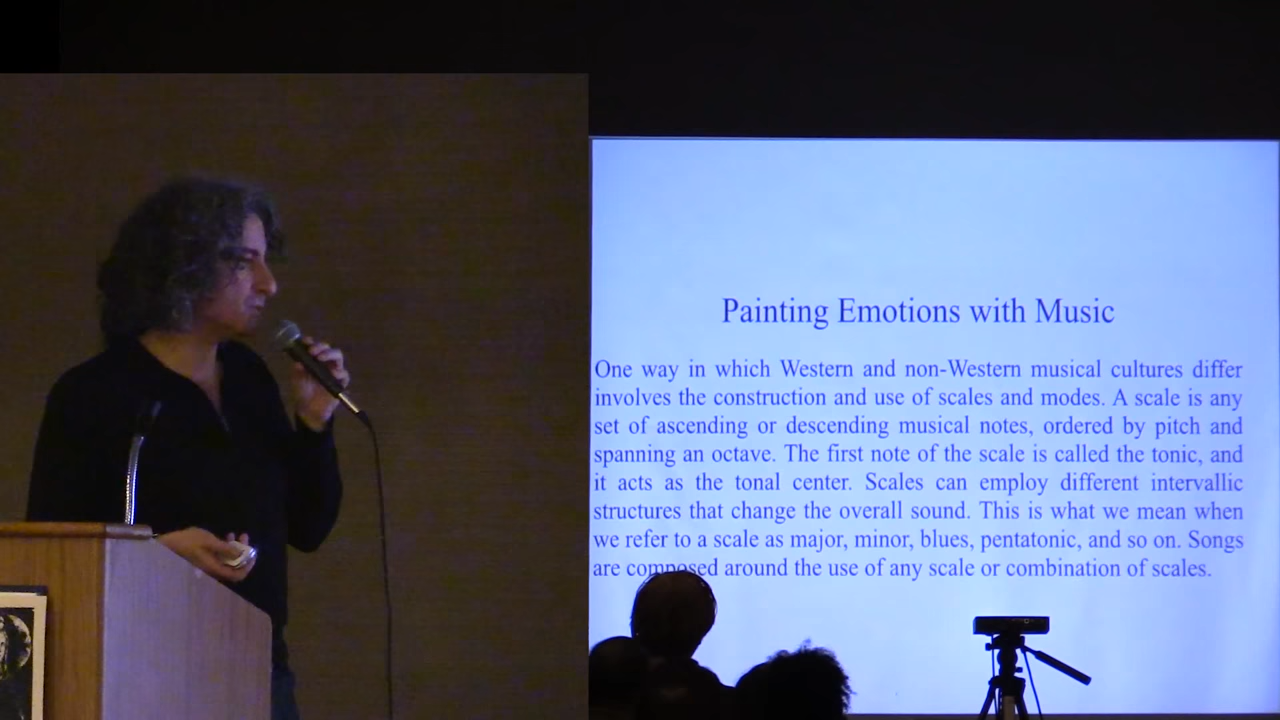 Painting Emotions with Music
One way in which Western and non-Western musical cultures differ
involves the construction and use of scales and modes. A scale is any
set of ascending or descending musical notes, ordered by pitch and
spanning an octave. The first note of the scale is called the tonic, and
it acts as the tonal center. Scales can employ different intervallic
structures that change the overall sound. This is what we mean when
we refer to a scale as major, minor, blues, pentatonic, and so on. Songs
are composed around the use of any scale or combination of scales.